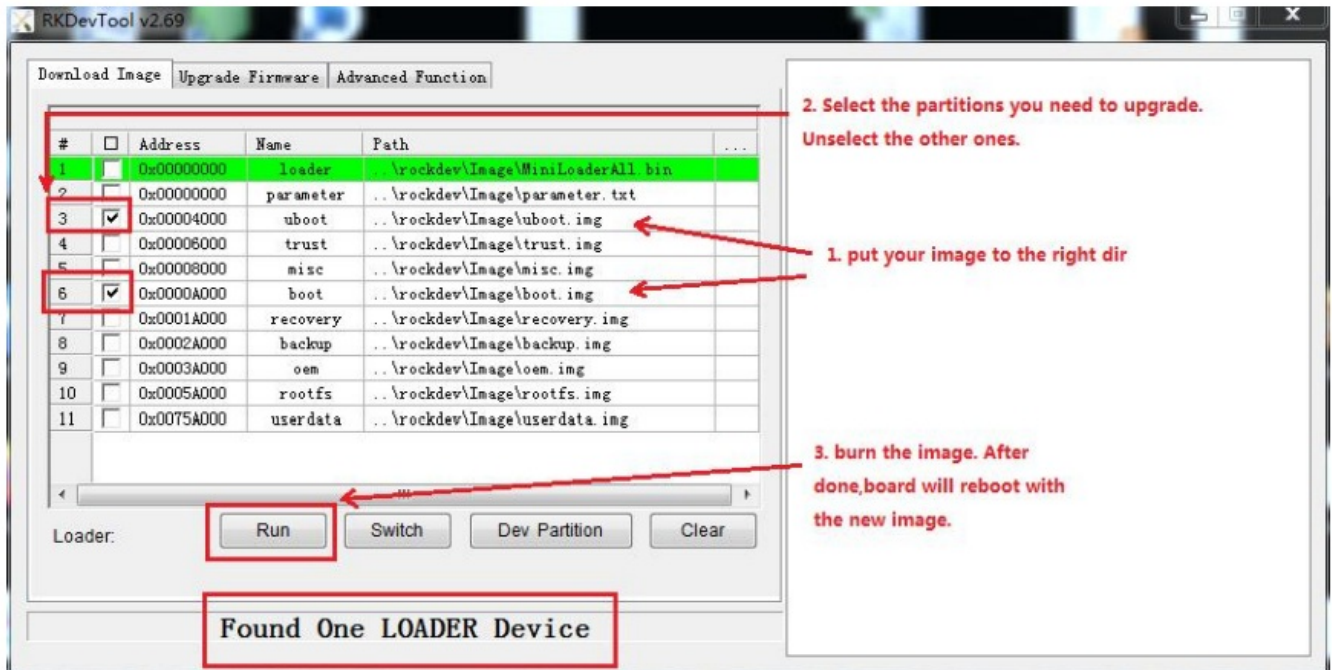 RKDevTool v2.69
Download Image Upgrade Firmware Advanced Function
2. Select the partitions you need to upgrade.
Unselect the other ones.
# Address Name Path ...
1 0x00000000 loader ..\rockdev\Image\MiniLoaderAll.bin
2 0x00000000 parameter ..\rockdev\Image\parameter.txt
3 0x00004000 uboot ..\rockdev\Image\uboot.img
4 0x00006000 trust ..\rockdev\Image\trust.img
1. put your image to the right dir
5 0x00008000 misc ..\rockdev\Image\misc.img
6 0x0000A000 boot ..\rockdev\Image\boot.img
7 0x0001A000 recovery ..\rockdev\Image\recovery.img
8 0x0002A000 backup ..\rockdev\Image\backup.img
9 0x0003A000 oem ..\rockdev\Image\oem.img
10 0x0005A000 rootfs ..\rockdev\Image\rootfs.img
11 0x0075A000 userdata ..\rockdev\Image\userdata.img
3. burn the image. After
done,board will reboot with
the new image.
Loader: Run Switch Dev Partition Clear
Found One LOADER Device